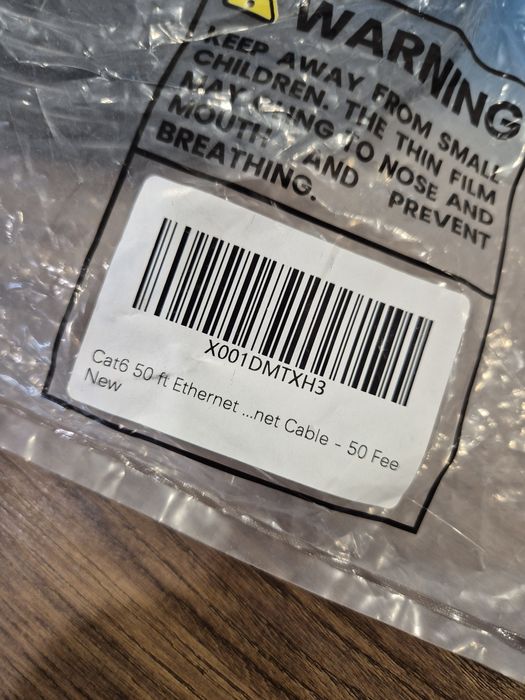 WARNING
KEEP AWAY FROM SMALL
CHILDREN. THE THIN FILM
MAY CLING TO NOSE AND
MOUTH AND PREVENT
BREATHING.
X001DMTXH3
Cat6 50 ft Ethernet ...net Cable - 50 Fee
New